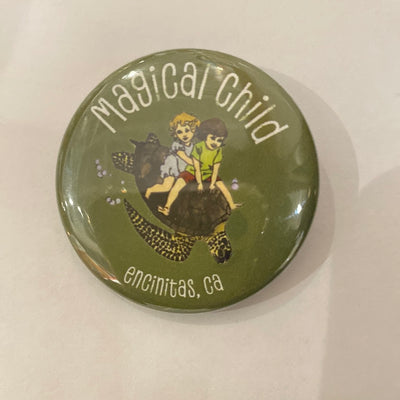 Magical Child
encinitas, ca